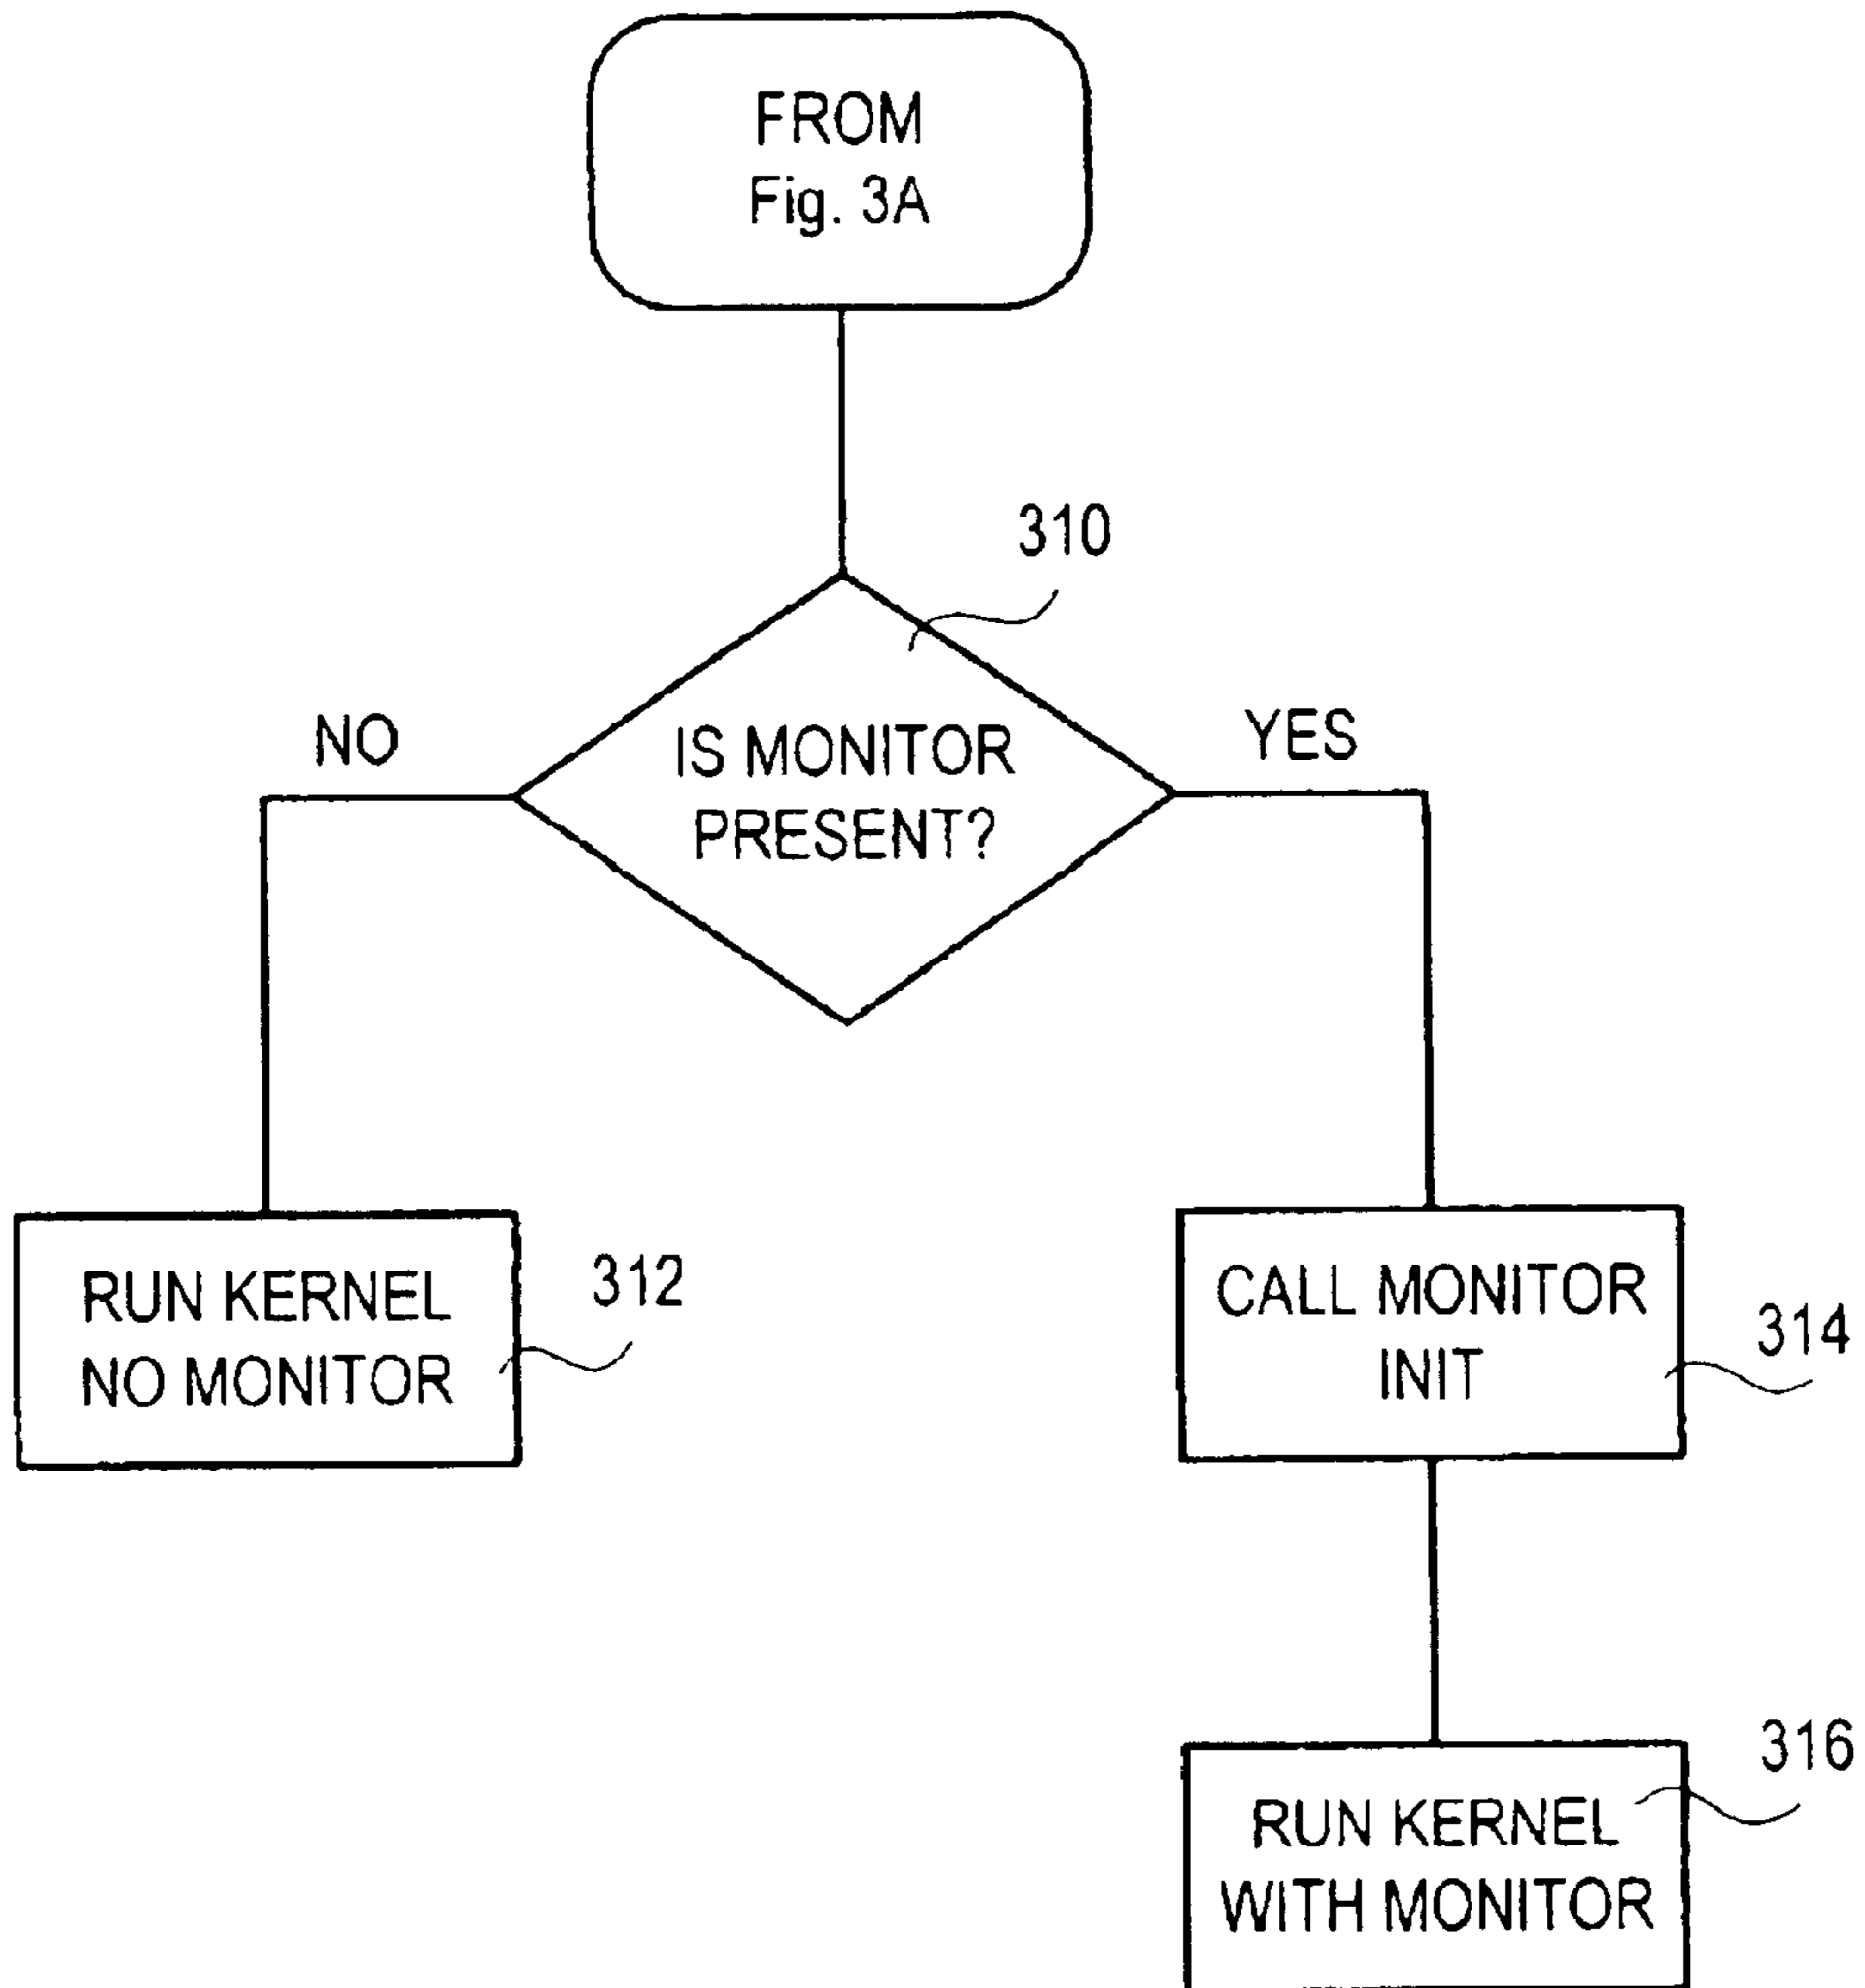 FROM
Fig. 3A
310
NO
YES
IS MONITOR
PRESENT?
RUN KERNEL
NO MONITOR
312
CALL MONITOR
INIT
314
316
RUN KERNEL
WITH MONITOR